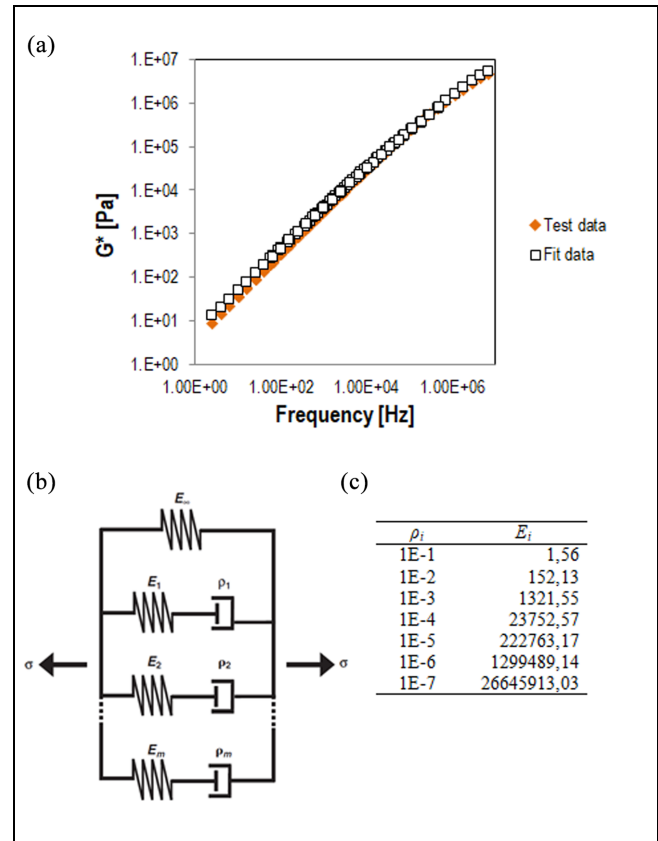 (a)
1.E+07
1.E+06
1.E+05
1.E+04
1.E+03
1.E+02
1.E+01
1.E+00
G* [Pa]
1.00E+00 1.00E+02 1.00E+04 1.00E+06
Frequency [Hz]
Test data
Fit data
(b)
E∞
E1 ρ1
E2 ρ2
Em ρm
σ σ
(c)
ρi Ei
1E-1 1,56
1E-2 152,13
1E-3 1321,55
1E-4 23752,57
1E-5 222763,17
1E-6 1299489,14
1E-7 26645913,03